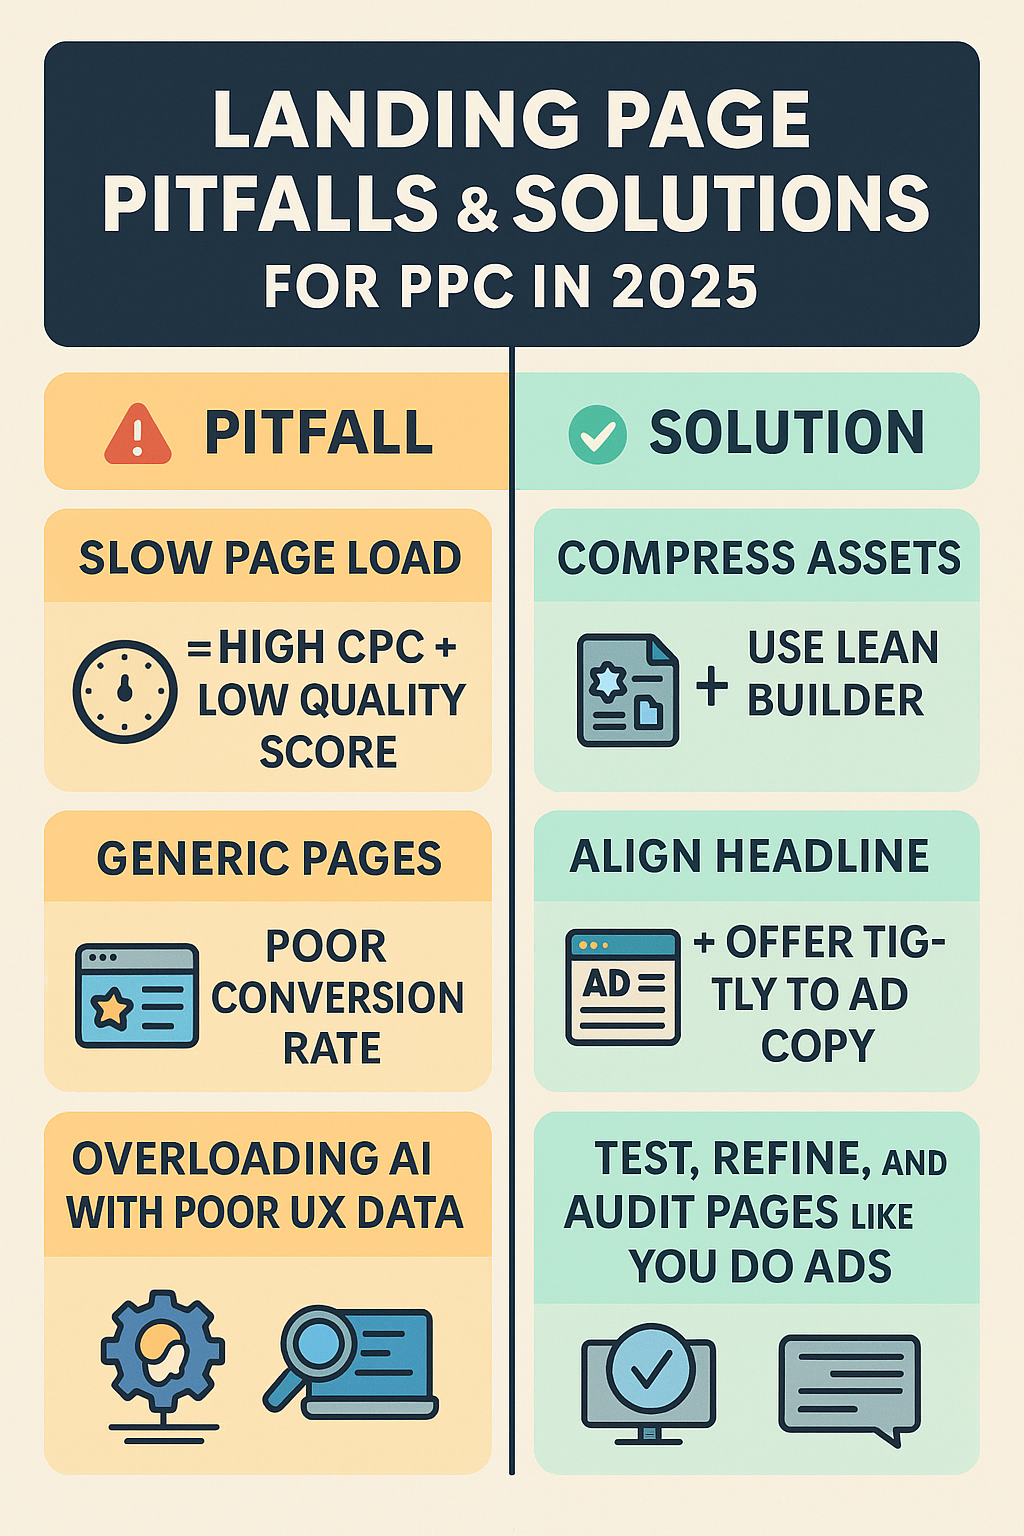 LANDING PAGE
PITFALLS & SOLUTIONS
FOR PPC IN 2025
PITFALL
SOLUTION
SLOW PAGE LOAD
= HIGH CPC +
LOW QUALITY
SCORE
COMPRESS ASSETS
+ USE LEAN
BUILDER
GENERIC PAGES
POOR
CONVERSION
RATE
ALIGN HEADLINE
AD
+ OFFER TIG-
TLY TO AD
COPY
OVERLOADING AI
WITH POOR UX DATA
TEST, REFINE, AND
AUDIT PAGES LIKE
YOU DO ADS